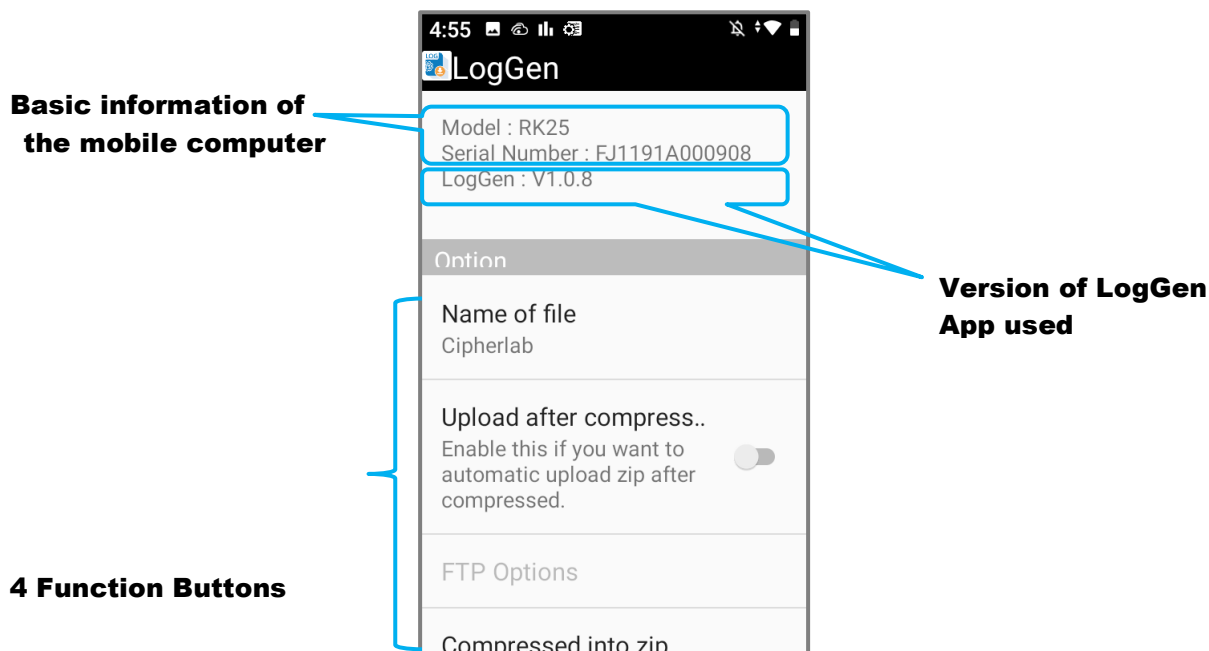 4:55
LOG
LogGen
Basic information of
the mobile computer
Model : RK25
Serial Number : FJ1191A000908
LogGen : V1.0.8
Option
Version of LogGen
App used
Name of file
Cipherlab
Upload after compress..
Enable this if you want to
automatic upload zip after
compressed.
FTP Options
4 Function Buttons
Compressed into zip